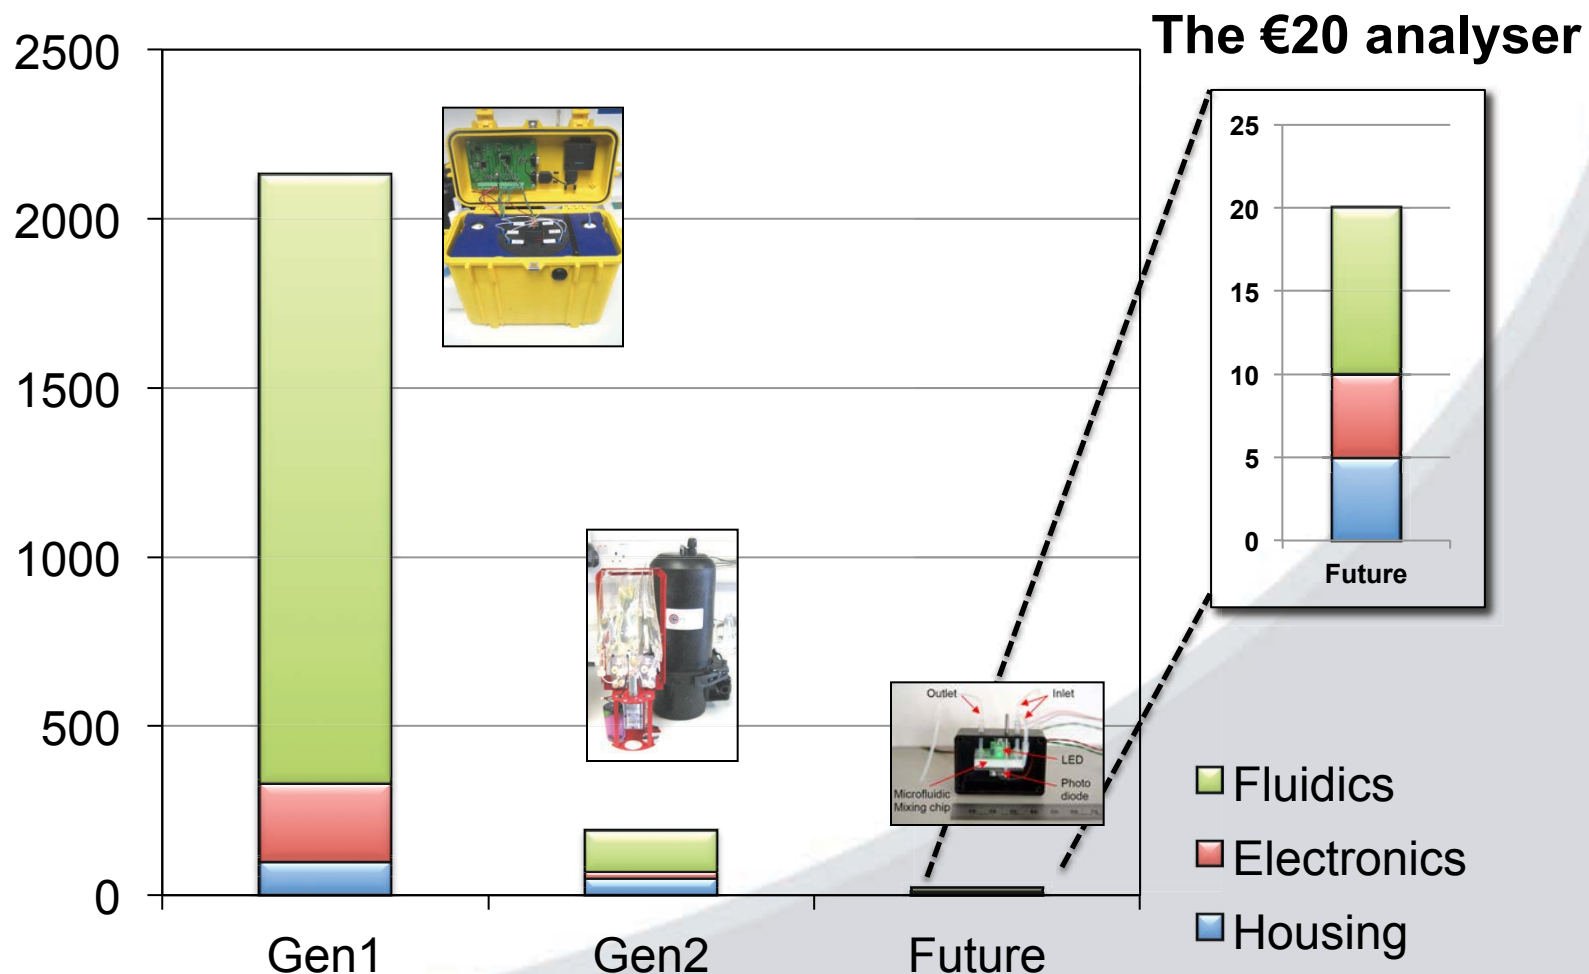 The €20 analyser
2500
2000
1500
1000
500
0
Gen1
Gen2
Future
Outlet
Inlet
LED
Photo
diode
Microfluidic
Mixing chip
25
20
15
10
5
0
Future
Fluidics
Electronics
Housing